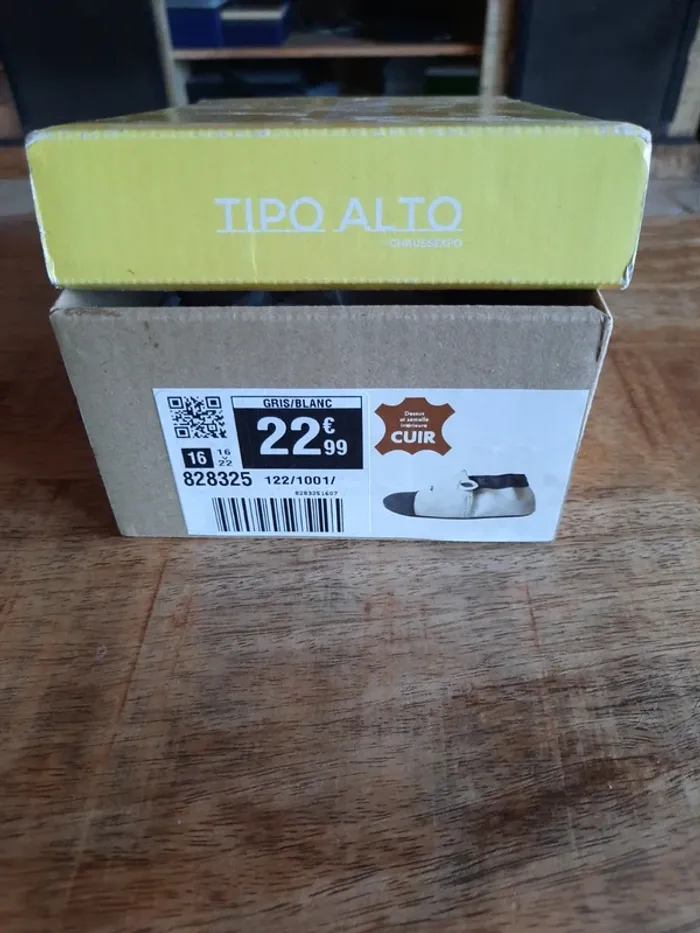 TIPO ALTO
CHAUSSEXPO
GRIS/BLANC
22€99
16
16
22
828325 122/1001/
8283251607
Dessus
et semelle
intérieure
CUIR